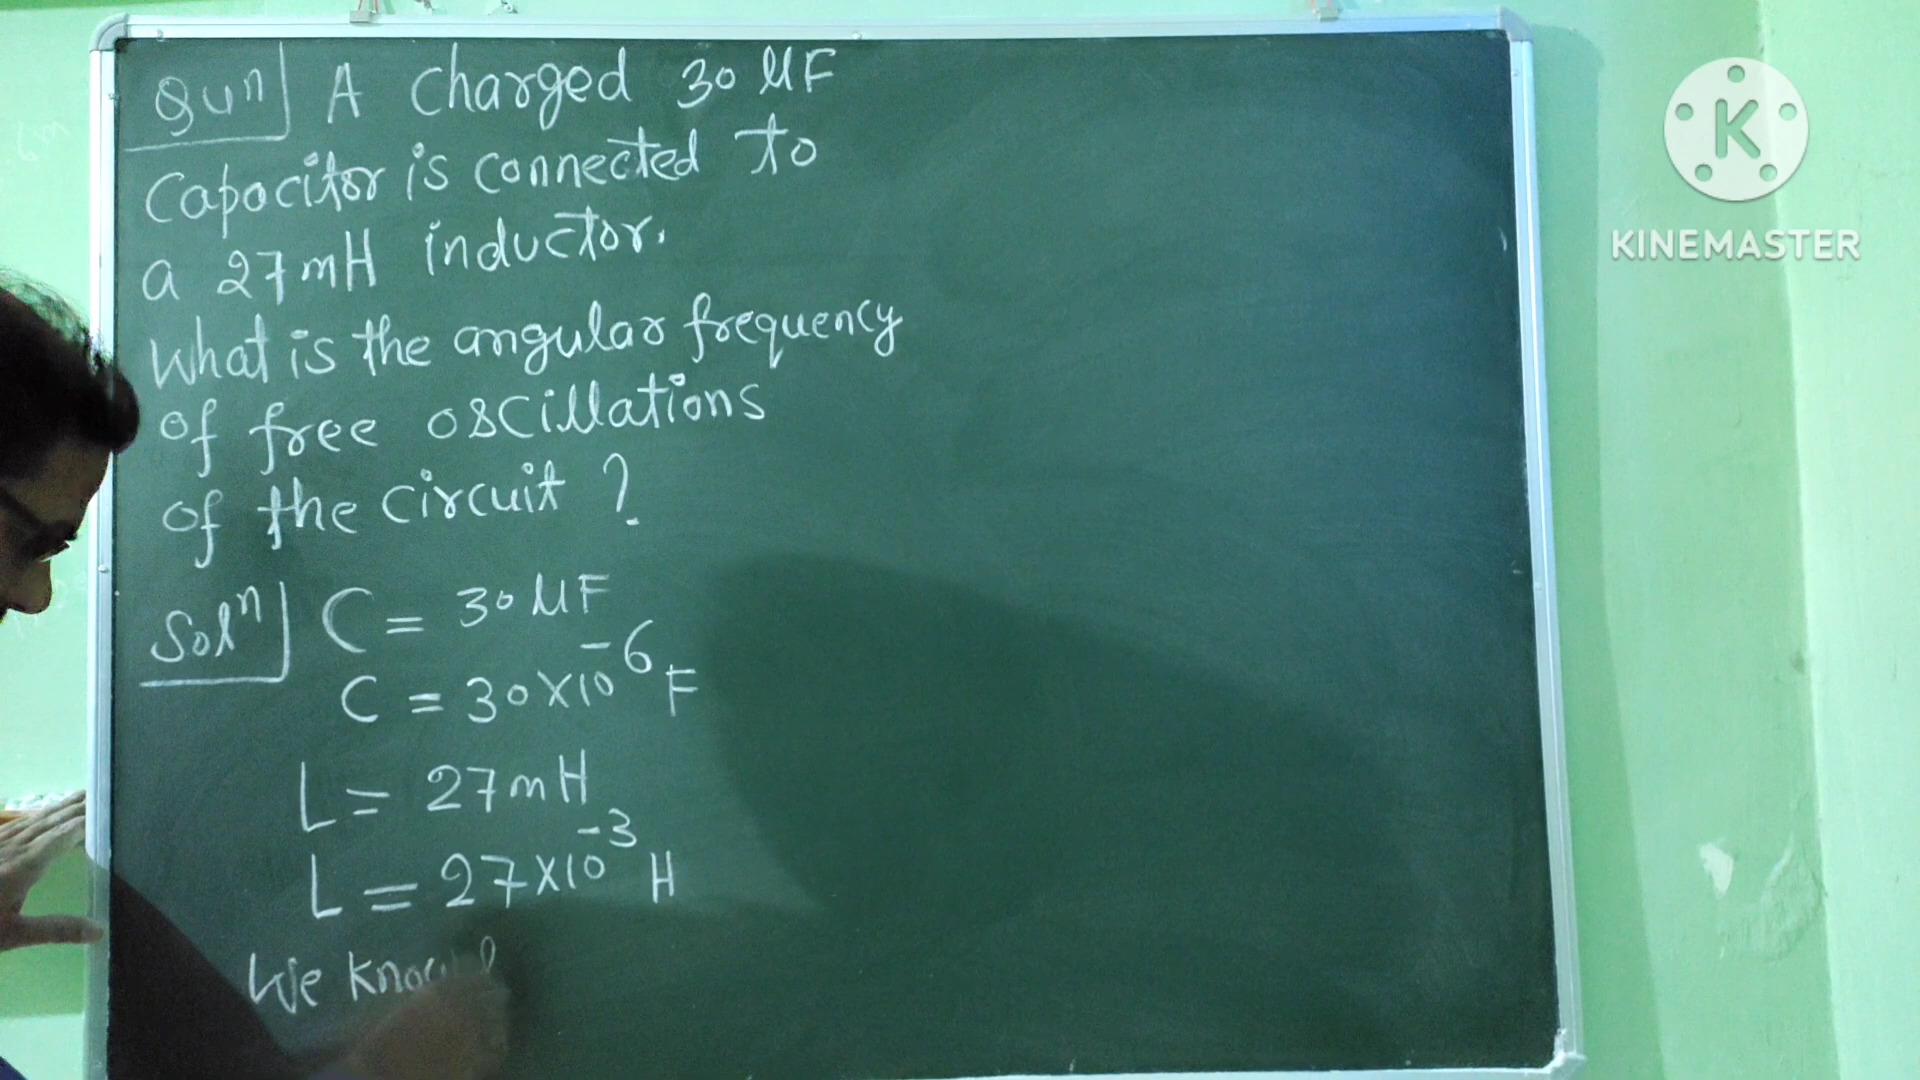 Qun A charged 30 μF
Capacitor is connected to
a 27mH inductor.
What is the angular frequency
of free oscillations
of the circuit ?
Soln C = 30 μF
C = 30×10⁻⁶ F
L = 27mH
L = 27×10⁻³ H
We know
K
KINEMASTER